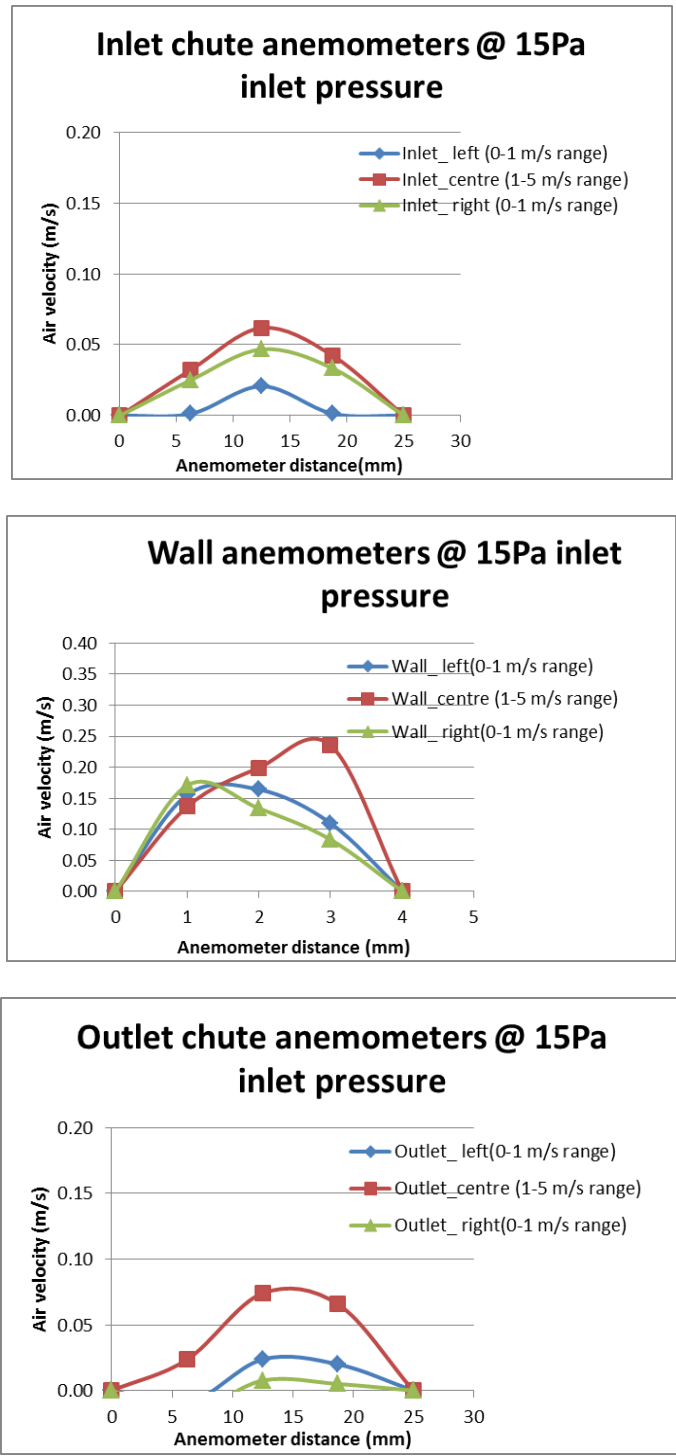 Inlet chute anemometers @ 15Pa
inlet pressure
0.20
0.15
0.10
0.05
0.00
Air velocity (m/s)
Inlet_ left (0-1 m/s range)
Inlet_centre (1-5 m/s range)
Inlet_ right (0-1 m/s range)
0 5 10 15 20 25 30
Anemometer distance(mm)
Wall anemometers @ 15Pa inlet
pressure
0.40
0.35
0.30
0.25
0.20
0.15
0.10
0.05
0.00
Air velocity (m/s)
Wall_ left(0-1 m/s range)
Wall_centre (1-5 m/s range)
Wall_ right(0-1 m/s range)
0 1 2 3 4 5
Anemometer distance (mm)
Outlet chute anemometers @ 15Pa
inlet pressure
0.20
0.15
0.10
0.05
0.00
Air velocity (m/s)
Outlet_ left(0-1 m/s range)
Outlet_centre (1-5 m/s range)
Outlet_ right(0-1 m/s range)
0 5 10 15 20 25 30
Anemometer distance (mm)